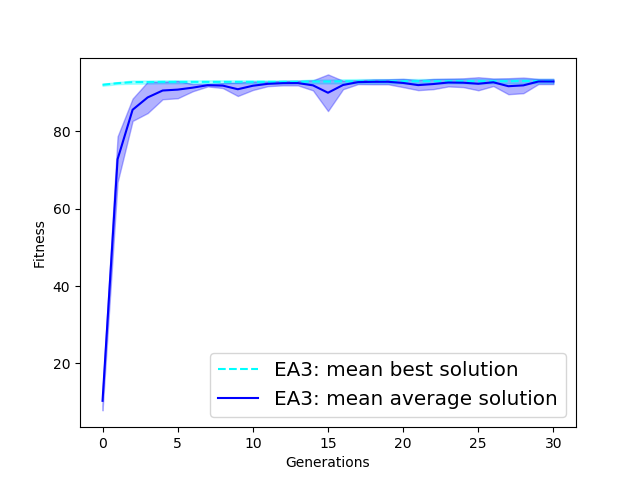 80
60
40
20
Fitness
EA3: mean best solution
EA3: mean average solution
0 5 10 15 20 25 30
Generations